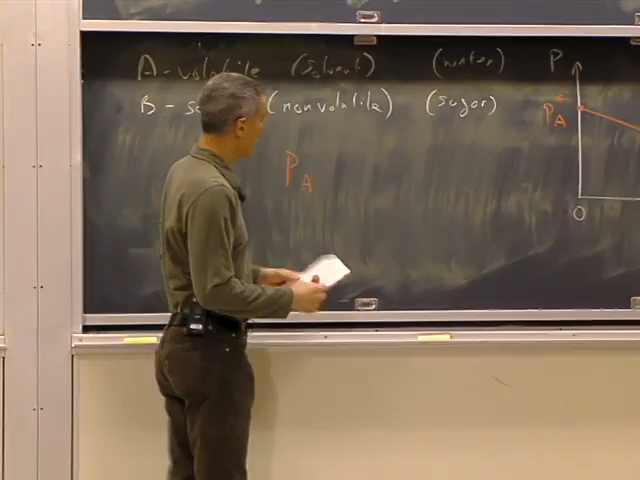 A - volatile (solvent) (water) P
B - (nonvolatile) (sugar) P_A*
P_A
0